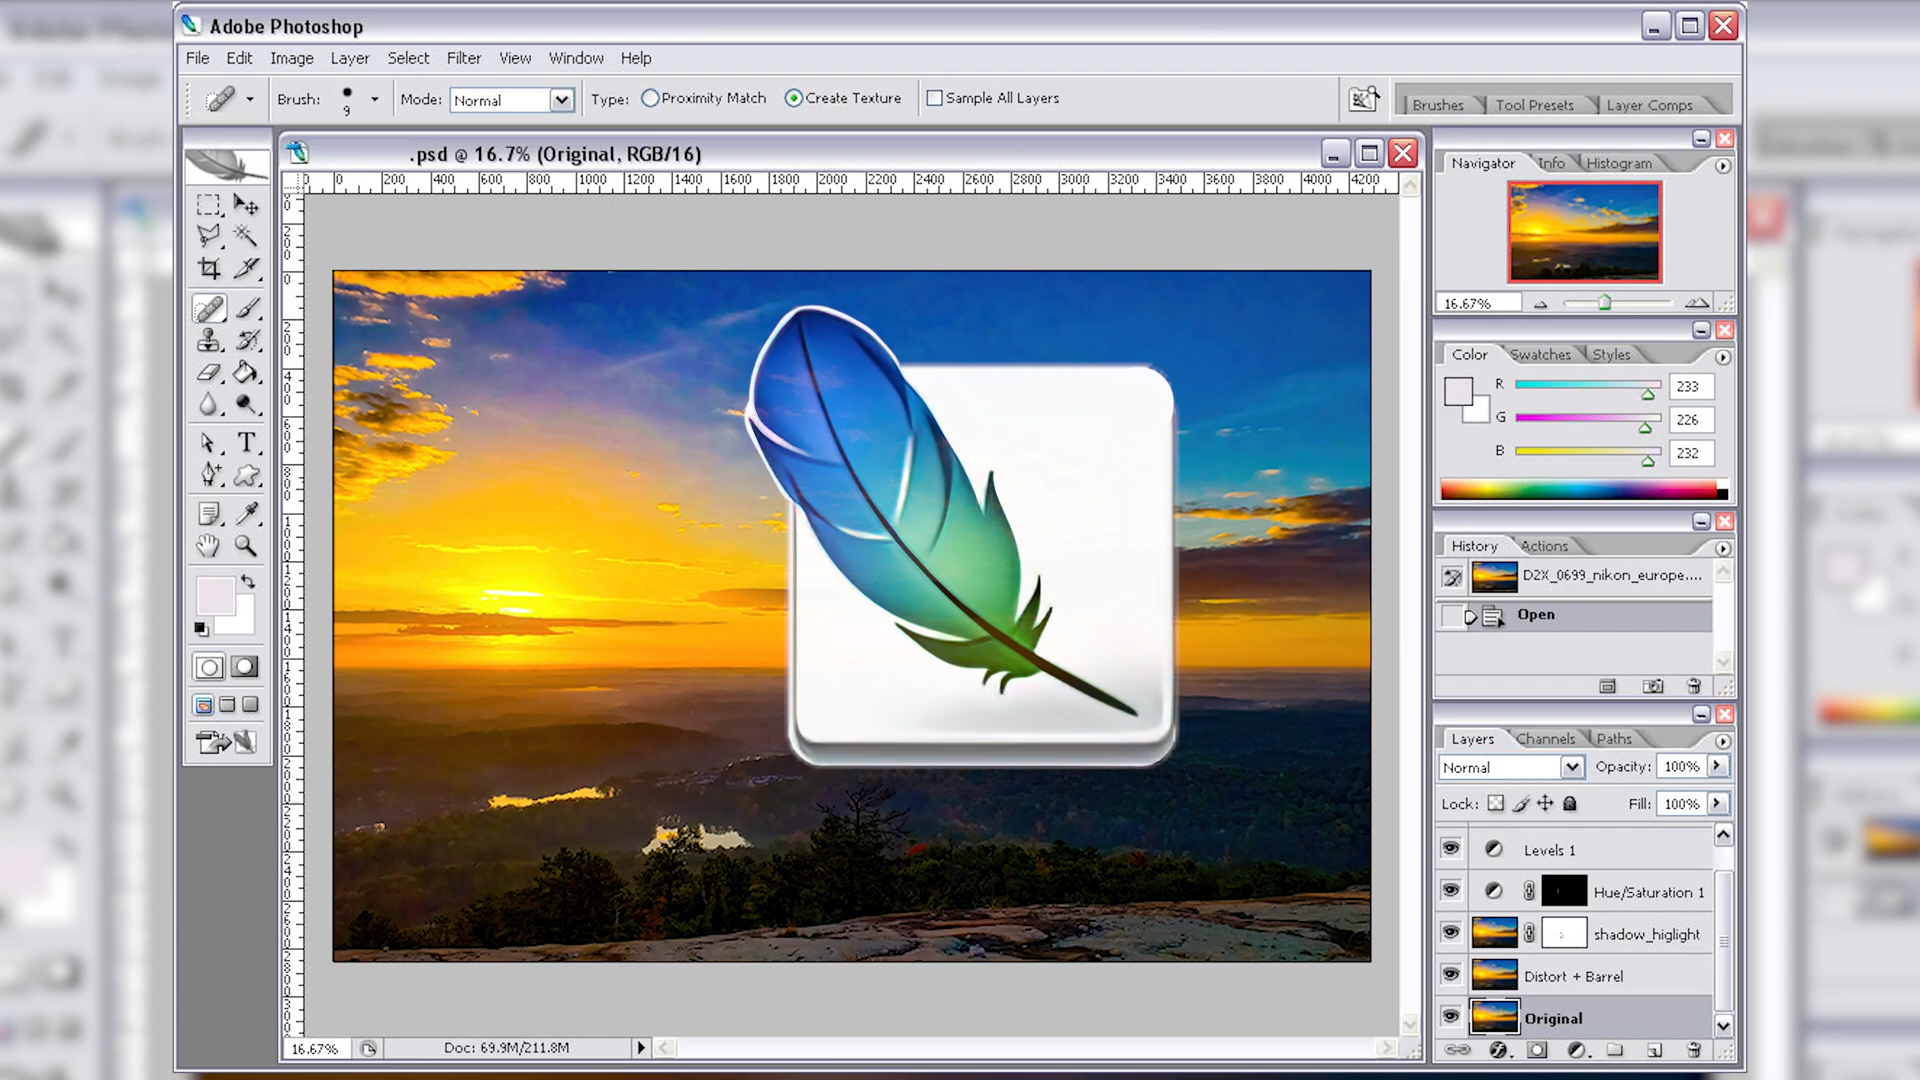 Adobe Photoshop
File Edit Image Layer Select Filter View Window Help
Brush: 9 Mode: Normal Type: Proximity Match Create Texture Sample All Layers
Brushes Tool Presets Layer Comps
.psd @ 16.7% (Original, RGB/16)
0 200 400 600 800 1000 1200 1400 1600 1800 2000 2200 2400 2600 2800 3000 3200 3400 3600 3800 4000 4200
Navigator Info Histogram
16.67%
Color Swatches Styles
R 233
G 226
B 232
History Actions
D2X_0699_nikon_europe....
Open
Layers Channels Paths
Normal Opacity: 100%
Lock: Fill: 100%
Levels 1
Hue/Saturation 1
shadow_higlight
Distort + Barrel
Original
T
16.67% Doc: 69.9M/211.8M